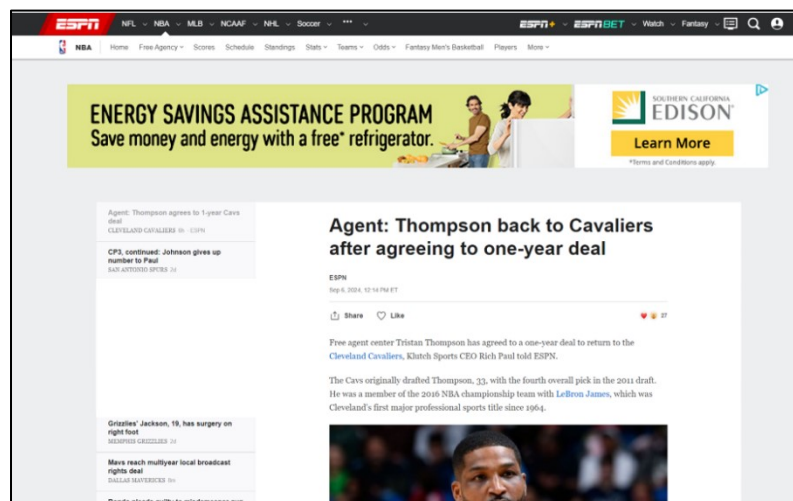 ESPN NFL NBA MLB NCAAF NHL Soccer ••• ESPN+ ESPN BET Watch Fantasy
NBA Home Free Agency Scores Schedule Standings Stats Teams Odds Fantasy Men's Basketball Players More
ENERGY SAVINGS ASSISTANCE PROGRAM
Save money and energy with a free* refrigerator.
SOUTHERN CALIFORNIA
EDISON
Learn More
*Terms and Conditions apply.
Agent: Thompson agrees to 1-year Cavs
deal
CLEVELAND CAVALIERS 8h · ESPN
CP3, continued: Johnson gives up
number to Paul
SAN ANTONIO SPURS 2d
Grizzlies' Jackson, 19, has surgery on
right foot
MEMPHIS GRIZZLIES 2d
Mavs reach multiyear local broadcast
rights deal
DALLAS MAVERICKS
Agent: Thompson back to Cavaliers
after agreeing to one-year deal
ESPN
Sep 6, 2024, 12:14 PM ET
Share Like 27
Free agent center Tristan Thompson has agreed to a one-year deal to return to the
Cleveland Cavaliers, Klutch Sports CEO Rich Paul told ESPN.
The Cavs originally drafted Thompson, 33, with the fourth overall pick in the 2011 draft.
He was a member of the 2016 NBA championship team with LeBron James, which was
Cleveland's first major professional sports title since 1964.